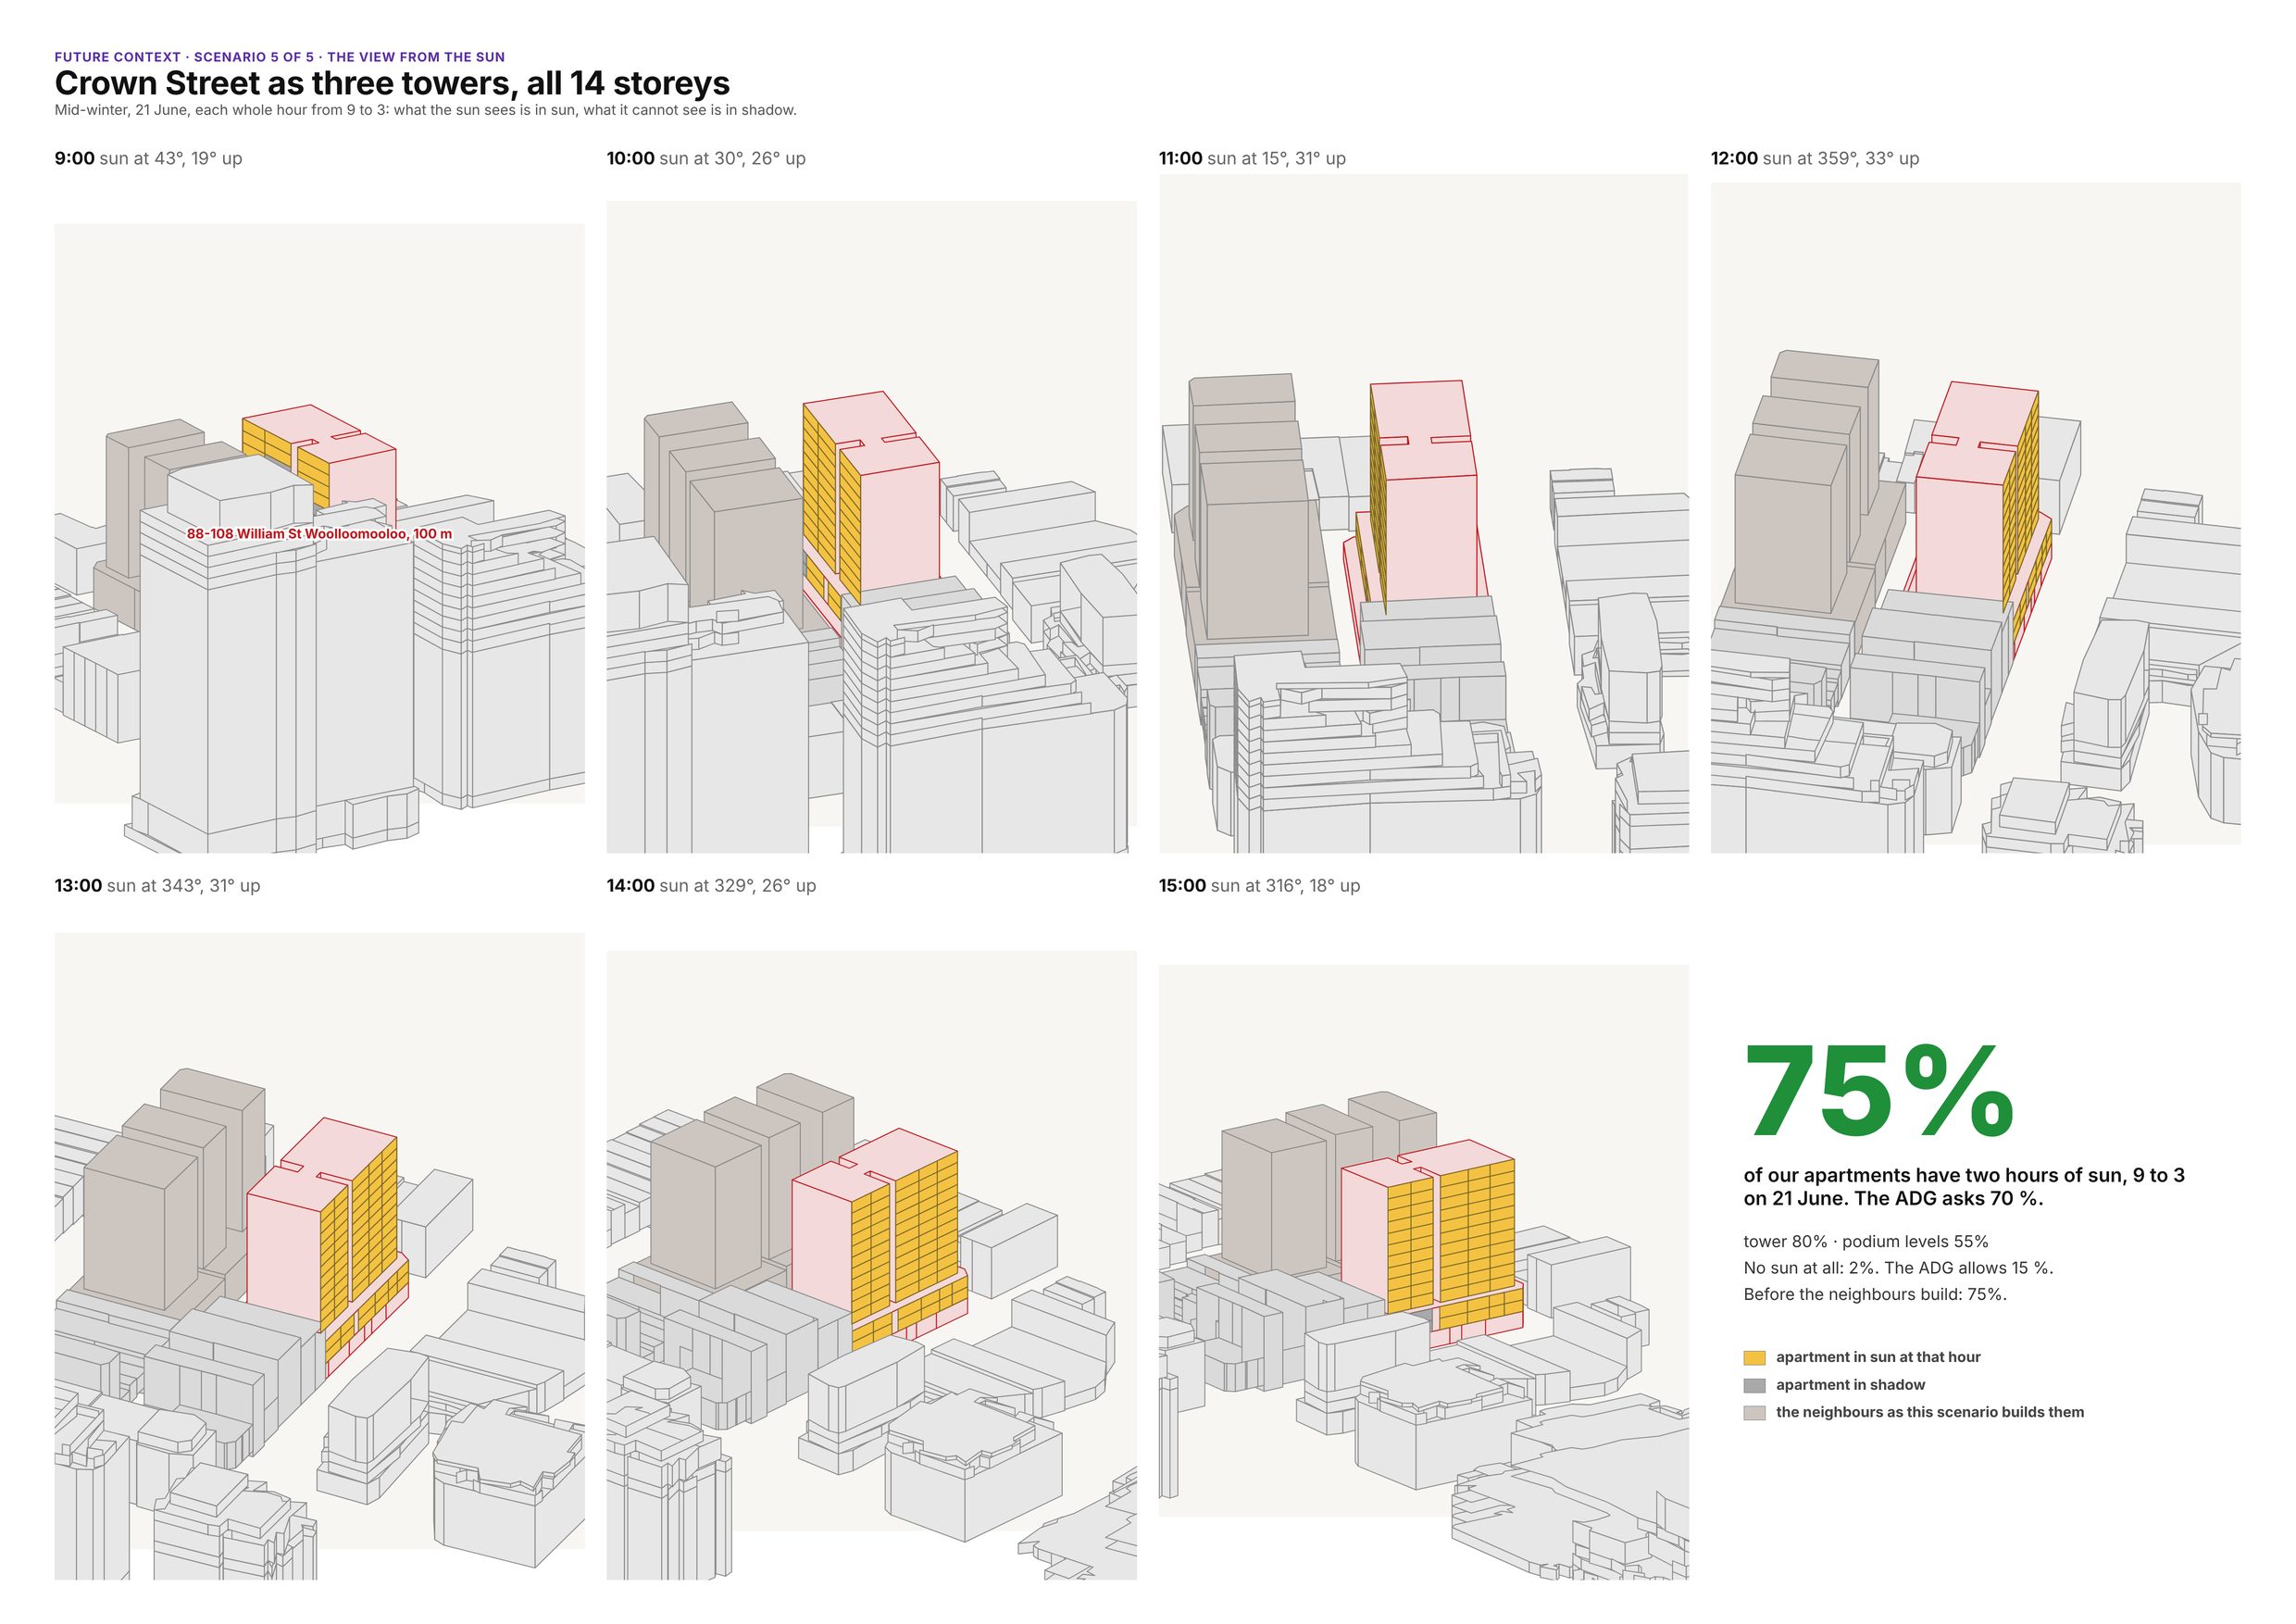 FUTURE CONTEXT · SCENARIO 5 OF 5 · THE VIEW FROM THE SUN
Crown Street as three towers, all 14 storeys
Mid-winter, 21 June, each whole hour from 9 to 3: what the sun sees is in sun, what it cannot see is in shadow.
9:00 sun at 43°, 19° up
10:00 sun at 30°, 26° up
11:00 sun at 15°, 31° up
12:00 sun at 359°, 33° up
88-108 William St Woolloomooloo, 100 m
13:00 sun at 343°, 31° up
14:00 sun at 329°, 26° up
15:00 sun at 316°, 18° up
75%
of our apartments have two hours of sun, 9 to 3
on 21 June. The ADG asks 70 %.
tower 80% · podium levels 55%
No sun at all: 2%. The ADG allows 15 %.
Before the neighbours build: 75%.
apartment in sun at that hour
apartment in shadow
the neighbours as this scenario builds them